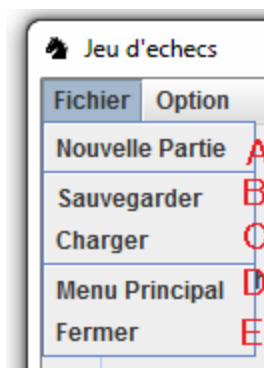 Jeu d'echecs
Fichier Option
Nouvelle Partie A
Sauvegarder B
Charger C
Menu Principal D
Fermer E